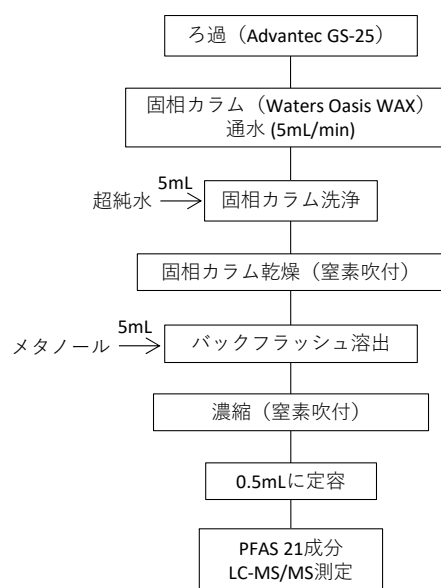 ろ過（Advantec GS-25）
固相カラム（Waters Oasis WAX）
通水 (5mL/min)
5mL
超純水
固相カラム洗浄
固相カラム乾燥（窒素吹付）
5mL
メタノール
バックフラッシュ溶出
濃縮（窒素吹付）
0.5mLに定容
PFAS 21成分
LC-MS/MS測定